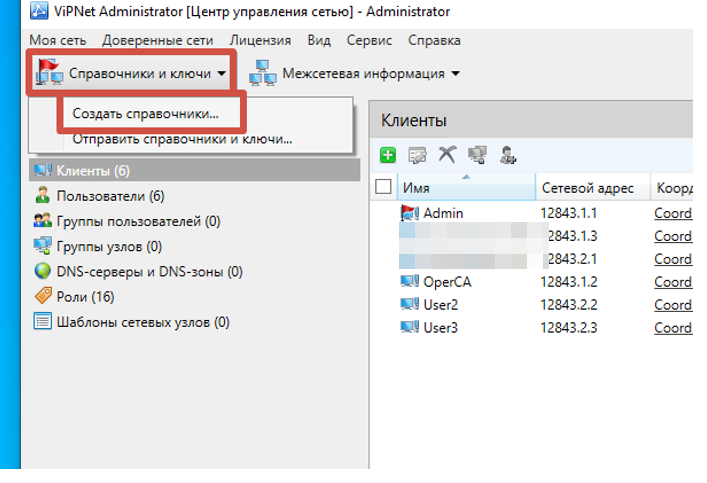 ViPNet Administrator [Центр управления сетью] - Administrator
Моя сеть Доверенные сети Лицензия Вид Сервис Справка
Справочники и ключи Межсетевая информация
Создать справочники...
Отправить справочники и ключи...
Клиенты (6)
Пользователи (6)
Группы пользователей (0)
Группы узлов (0)
DNS-серверы и DNS-зоны (0)
Роли (16)
Шаблоны сетевых узлов (0)
Клиенты
Имя Сетевой адрес Коорд
Admin 12843.1.1 Coord
12843.1.3 Coord
2843.2.1 Coord
OperCA 12843.1.2 Coord
User2 12843.2.2 Coord
User3 12843.2.3 Coord